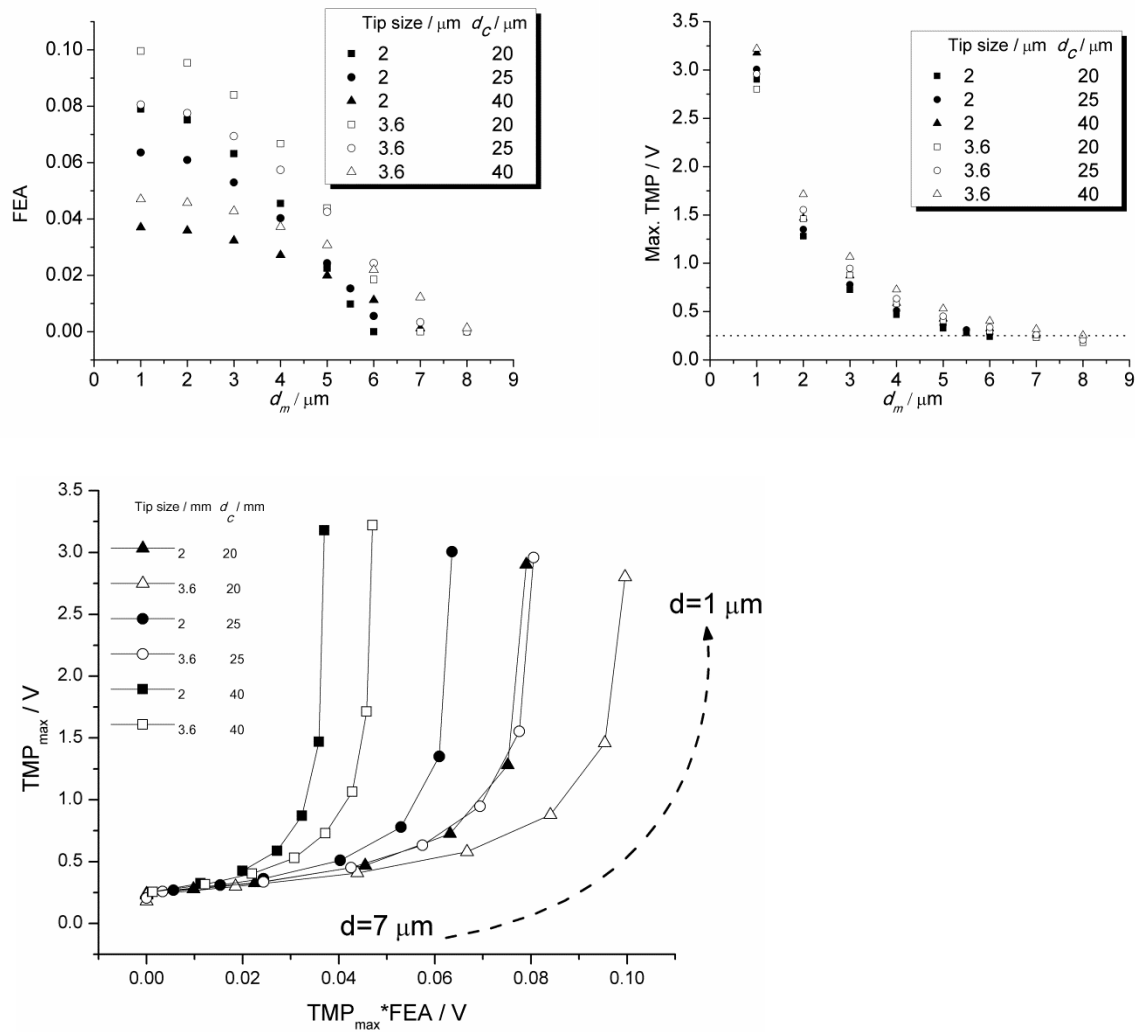 Tip size / μm d_c / μm
2 20
2 25
2 40
3.6 20
3.6 25
3.6 40
0.10
0.08
0.06
0.04
0.02
0.00
FEA
0 1 2 3 4 5 6 7 8 9
d_m / μm
Tip size / μm d_c / μm
2 20
2 25
2 40
3.6 20
3.6 25
3.6 40
3.5
3.0
2.5
2.0
1.5
1.0
0.5
0.0
Max. TMP / V
0 1 2 3 4 5 6 7 8 9
d_m / μm
Tip size / mm d_c / mm
2 20
3.6 20
2 25
3.6 25
2 40
3.6 40
3.5
3.0
2.5
2.0
1.5
1.0
0.5
0.0
TMP_max / V
d=1 μm
d=7 μm
0.00 0.02 0.04 0.06 0.08 0.10
TMP_max*FEA / V